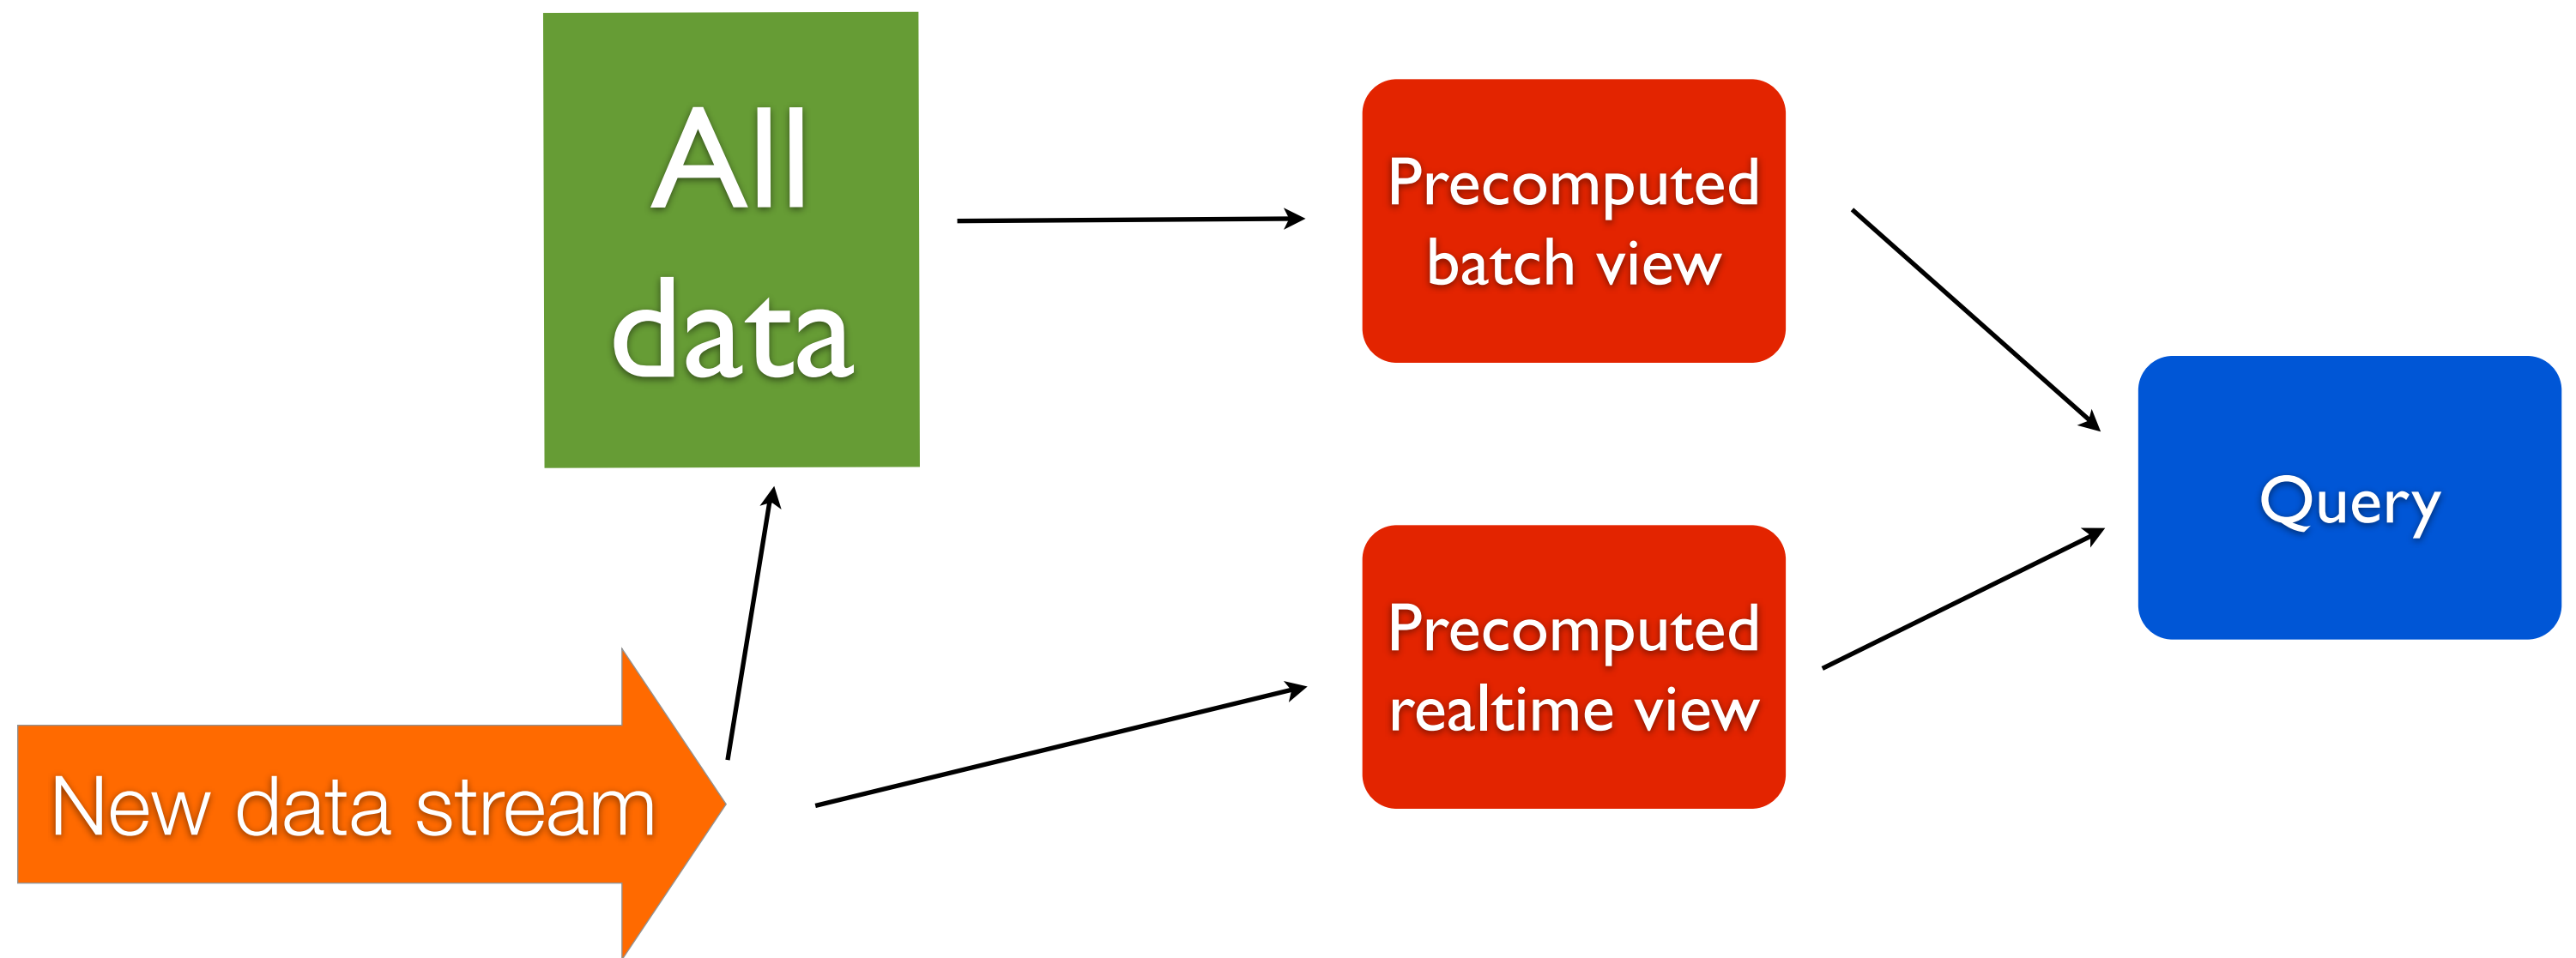 All
data
Precomputed
batch view
Query
Precomputed
realtime view
New data stream